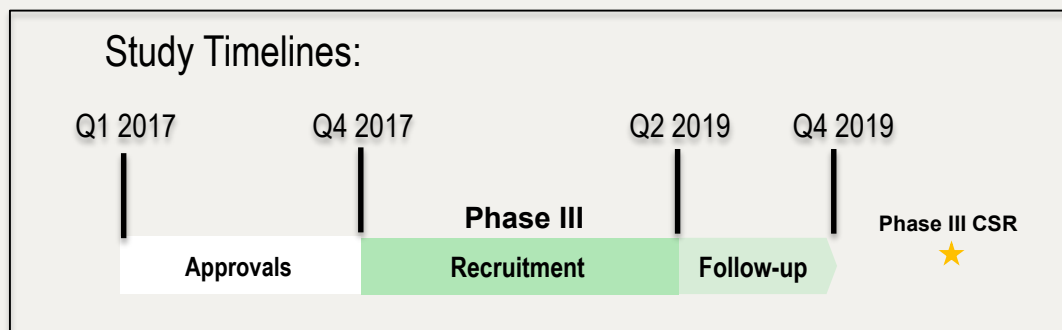 Study Timelines:
Q1 2017 Q4 2017 Q2 2019 Q4 2019
Phase III
Phase III CSR
Approvals Recruitment Follow-up